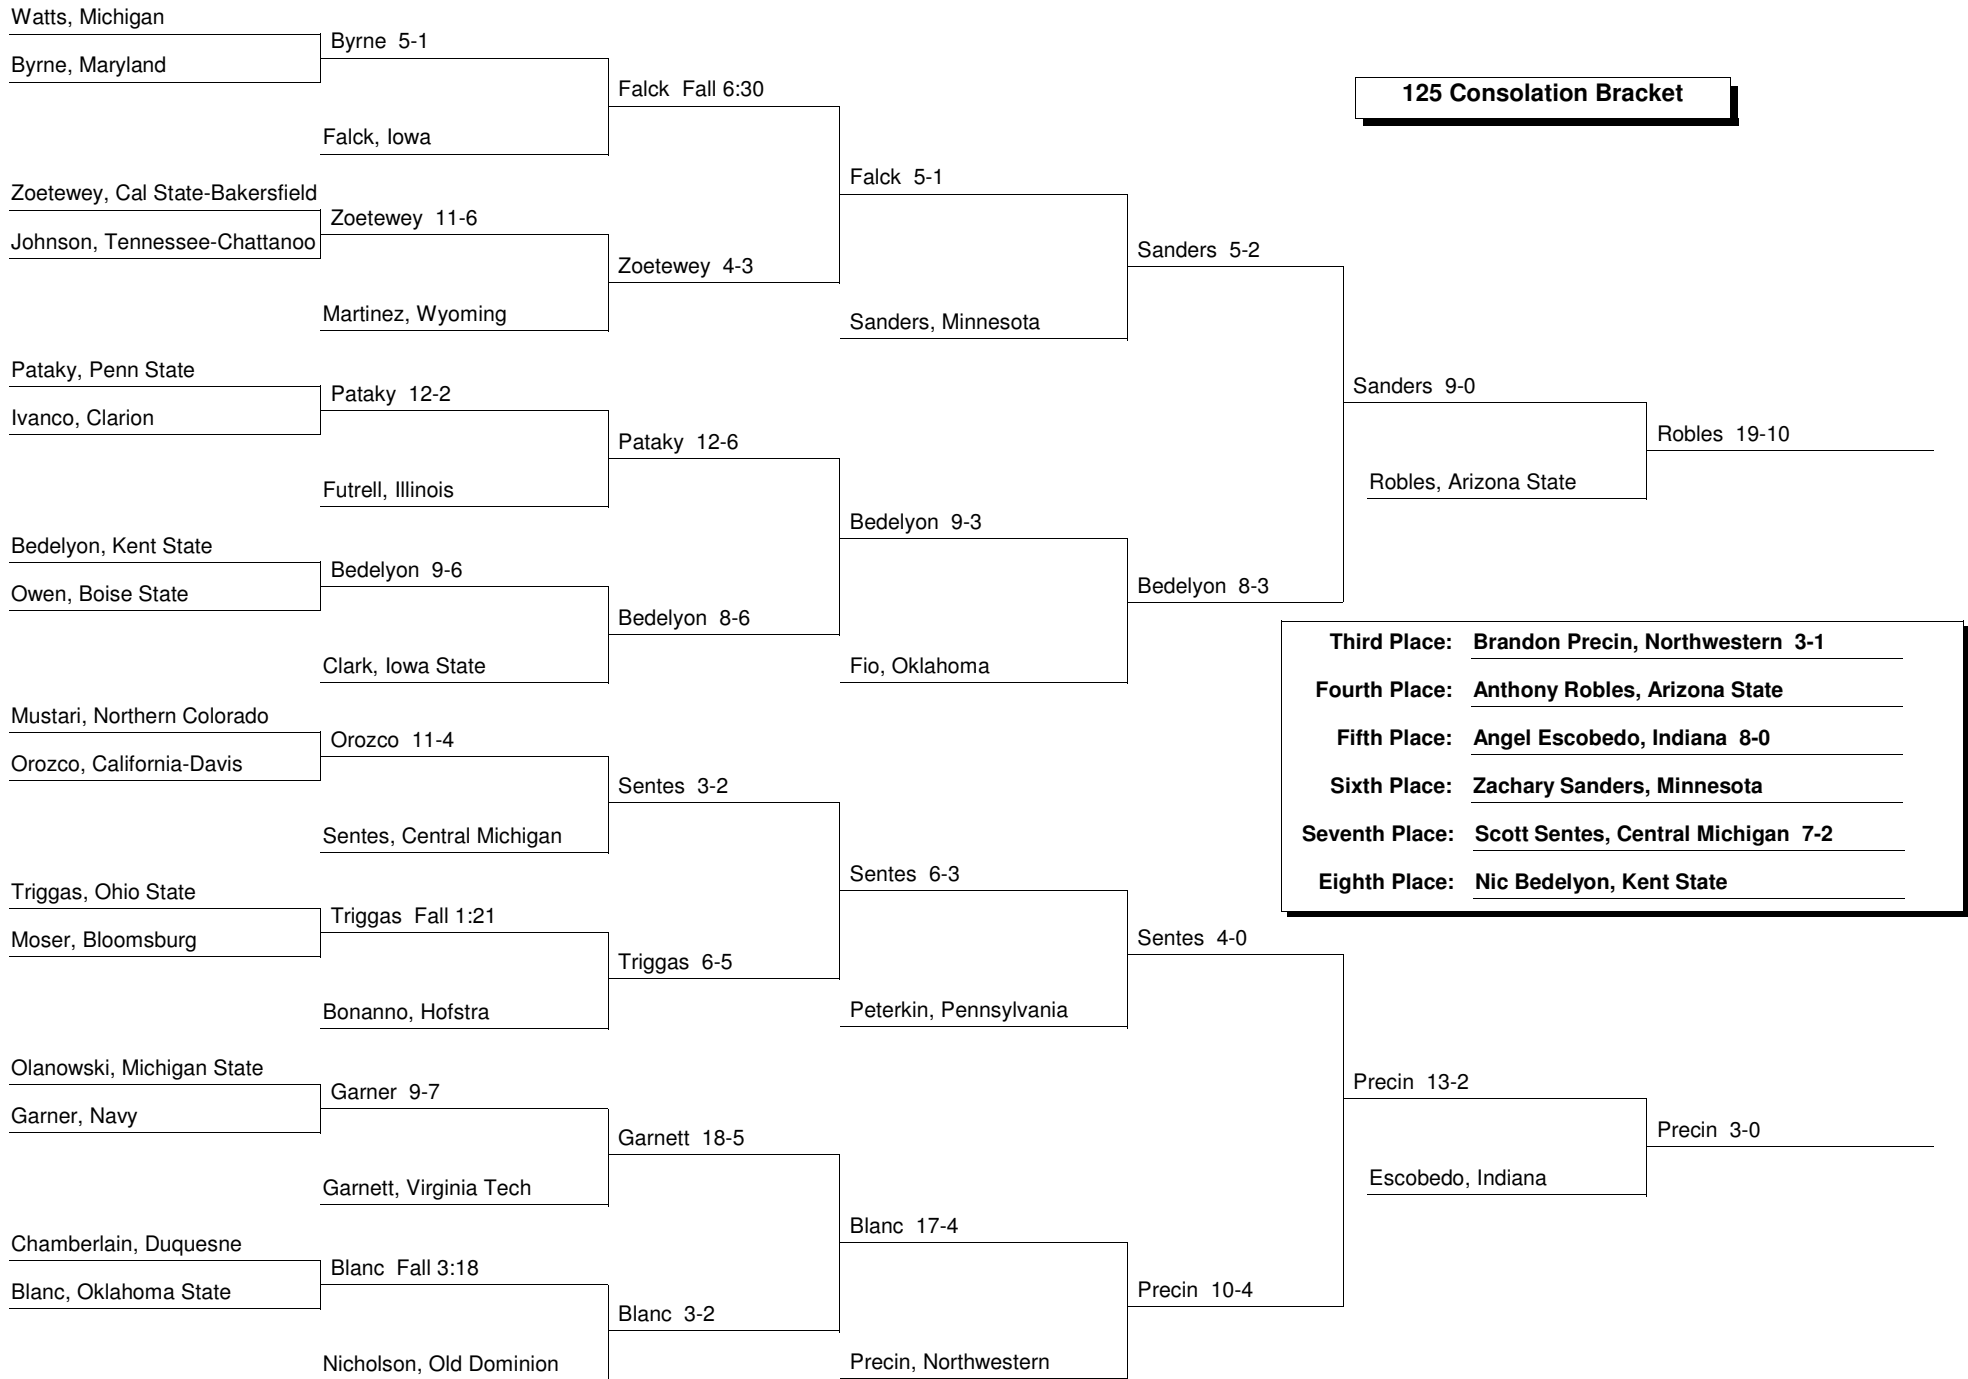 Watts, Michigan
Byrne, Maryland
Byrne 5-1
Falck, Iowa
Falck Fall 6:30
Zoetewey, Cal State-Bakersfield
Johnson, Tennessee-Chattanoo
Zoetewey 11-6
Martinez, Wyoming
Zoetewey 4-3
Falck 5-1
Sanders, Minnesota
Sanders 5-2
Pataky, Penn State
Ivanco, Clarion
Pataky 12-2
Futrell, Illinois
Pataky 12-6
Bedelyon, Kent State
Owen, Boise State
Bedelyon 9-6
Clark, Iowa State
Bedelyon 8-6
Bedelyon 9-3
Fio, Oklahoma
Bedelyon 8-3
Sanders 9-0
Robles, Arizona State
Robles 19-10
Mustari, Northern Colorado
Orozco, California-Davis
Orozco 11-4
Sentes, Central Michigan
Sentes 3-2
Triggas, Ohio State
Moser, Bloomsburg
Triggas Fall 1:21
Bonanno, Hofstra
Triggas 6-5
Sentes 6-3
Peterkin, Pennsylvania
Sentes 4-0
Olanowski, Michigan State
Garner, Navy
Garner 9-7
Garnett, Virginia Tech
Garnett 18-5
Chamberlain, Duquesne
Blanc, Oklahoma State
Blanc Fall 3:18
Nicholson, Old Dominion
Blanc 3-2
Blanc 17-4
Precin, Northwestern
Precin 10-4
Precin 13-2
Escobedo, Indiana
Precin 3-0
125 Consolation Bracket
Third Place: Brandon Precin, Northwestern 3-1
Fourth Place: Anthony Robles, Arizona State
Fifth Place: Angel Escobedo, Indiana 8-0
Sixth Place: Zachary Sanders, Minnesota
Seventh Place: Scott Sentes, Central Michigan 7-2
Eighth Place: Nic Bedelyon, Kent State